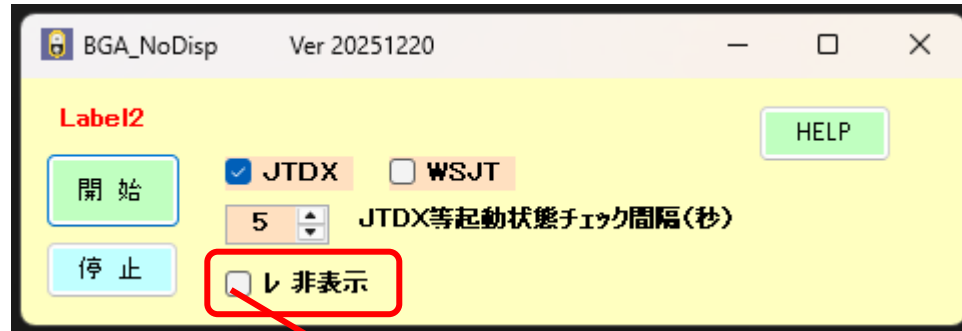 BGA_NoDisp Ver 20251220
Label2
HELP
開 始
JTDX WSJT
5 JTDX等起動状態チェック間隔(秒)
停 止
レ 非表示